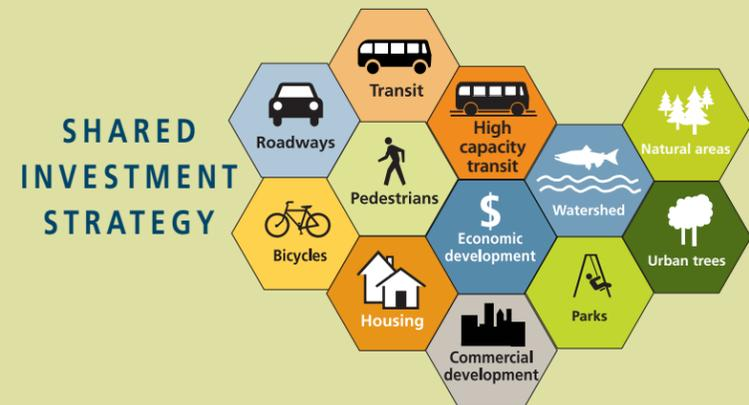 SHARED
INVESTMENT
STRATEGY
Roadways
Transit
High
capacity
transit
Natural areas
Pedestrians
Watershed
Bicycles
$
Economic
development
Urban trees
Housing
Parks
Commercial
development